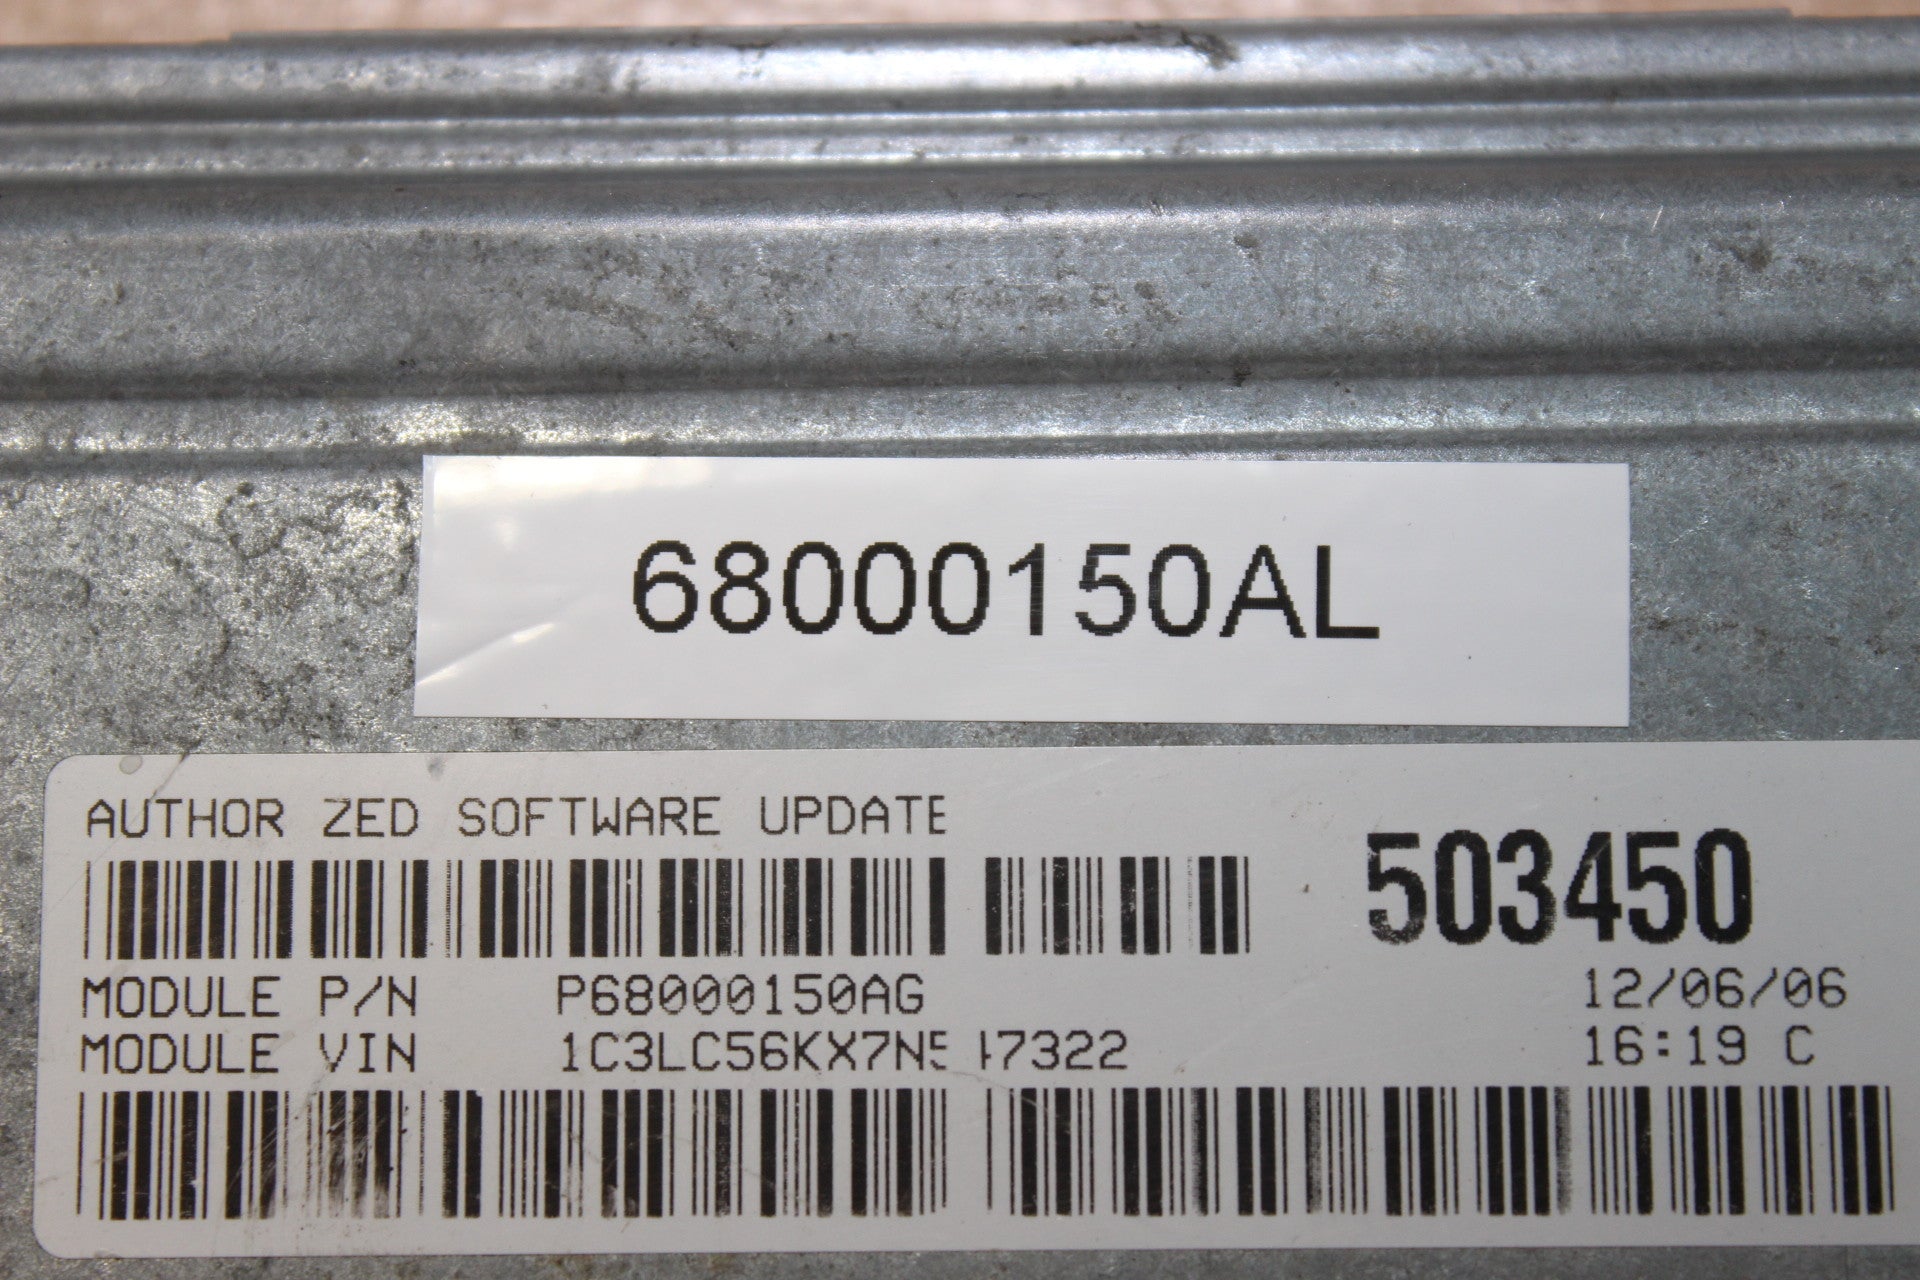 68000150AL
AUTHOR ZED SOFTWARE UPDATE
503450
MODULE P/N P68000150AG 12/06/06
MODULE VIN 16:19 C